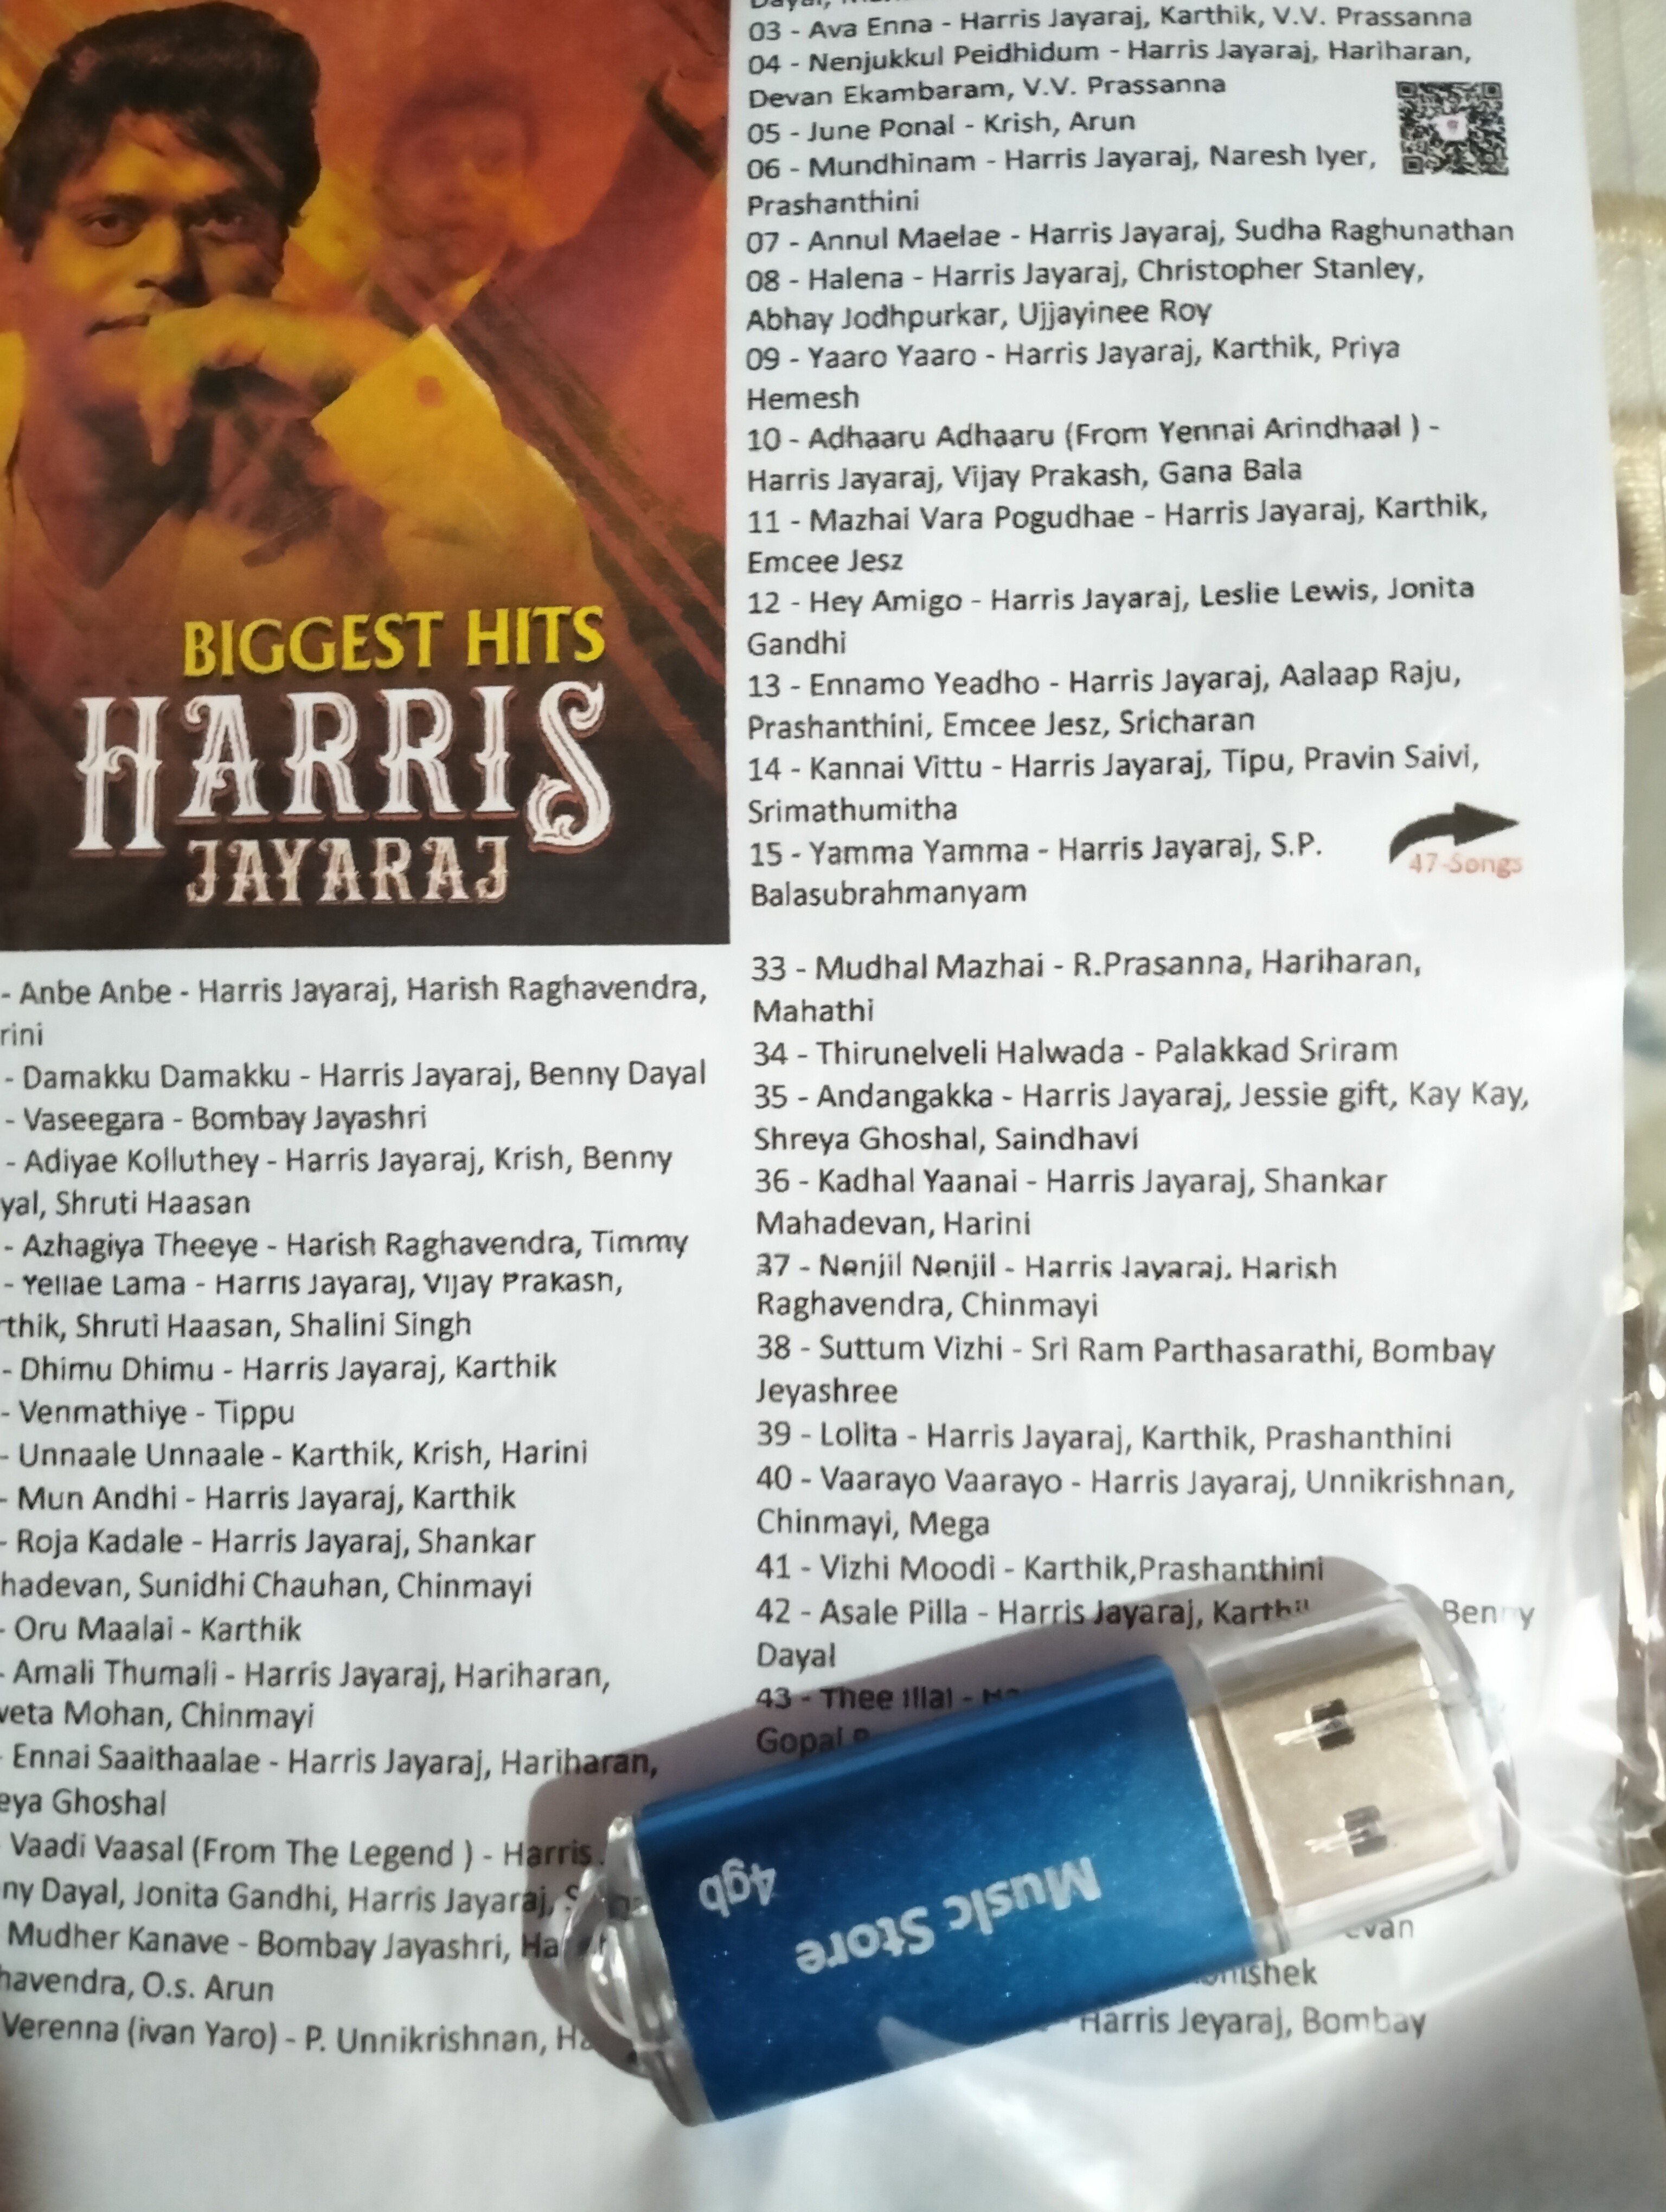 BIGGEST HITS
HARRIS
JAYARAJ
03 - Ava Enna - Harris Jayaraj, Karthik, V.V. Prassanna
04 - Nenjukkul Peidhidum - Harris Jayaraj, Hariharan,
Devan Ekambaram, V.V. Prassanna
05 - June Ponal - Krish, Arun
06 - Mundhinam - Harris Jayaraj, Naresh Iyer,
Prashanthini
07 - Annul Maelae - Harris Jayaraj, Sudha Raghunathan
08 - Halena - Harris Jayaraj, Christopher Stanley,
Abhay Jodhpurkar, Ujjayinee Roy
09 - Yaaro Yaaro - Harris Jayaraj, Karthik, Priya
Hemesh
10 - Adhaaru Adhaaru (From Yennai Arindhaal ) -
Harris Jayaraj, Vijay Prakash, Gana Bala
11 - Mazhai Vara Pogudhae - Harris Jayaraj, Karthik,
Emcee Jesz
12 - Hey Amigo - Harris Jayaraj, Leslie Lewis, Jonita
Gandhi
13 - Ennamo Yeadho - Harris Jayaraj, Aalaap Raju,
Prashanthini, Emcee Jesz, Sricharan
14 - Kannai Vittu - Harris Jayaraj, Tipu, Pravin Saivi,
Srimathumitha
15 - Yamma Yamma - Harris Jayaraj, S.P.
Balasubrahmanyam
47-Songs
- Anbe Anbe - Harris Jayaraj, Harish Raghavendra,
rini
- Damakku Damakku - Harris Jayaraj, Benny Dayal
- Vaseegara - Bombay Jayashri
- Adiyae Kolluthey - Harris Jayaraj, Krish, Benny
yal, Shruti Haasan
- Azhagiya Theeye - Harish Raghavendra, Timmy
- Yellae Lama - Harris Jayaraj, Vijay Prakash,
rthik, Shruti Haasan, Shalini Singh
- Dhimu Dhimu - Harris Jayaraj, Karthik
- Venmathiye - Tippu
- Unnaale Unnaale - Karthik, Krish, Harini
- Mun Andhi - Harris Jayaraj, Karthik
- Roja Kadale - Harris Jayaraj, Shankar
hadevan, Sunidhi Chauhan, Chinmayi
- Oru Maalai - Karthik
- Amali Thumali - Harris Jayaraj, Hariharan,
veta Mohan, Chinmayi
- Ennai Saaithaalae - Harris Jayaraj, Hariharan,
eya Ghoshal
Vaadi Vaasal (From The Legend ) - Harris
ny Dayal, Jonita Gandhi, Harris Jayaraj,
Mudher Kanave - Bombay Jayashri,
havendra, O.s. Arun
Verenna (ivan Yaro) - P. Unnikrishnan,
33 - Mudhal Mazhai - R.Prasanna, Hariharan,
Mahathi
34 - Thirunelveli Halwada - Palakkad Sriram
35 - Andangakka - Harris Jayaraj, Jessie gift, Kay Kay,
Shreya Ghoshal, Saindhavi
36 - Kadhal Yaanai - Harris Jayaraj, Shankar
Mahadevan, Harini
37 - Nenjil Nenjil - Harris Jayaraj, Harish
Raghavendra, Chinmayi
38 - Suttum Vizhi - Sri Ram Parthasarathi, Bombay
Jeyashree
39 - Lolita - Harris Jayaraj, Karthik, Prashanthini
40 - Vaarayo Vaarayo - Harris Jayaraj, Unnikrishnan,
Chinmayi, Mega
41 - Vizhi Moodi - Karthik,Prashanthini
42 - Asale Pilla - Harris Jayaraj, Karthik Benny
Dayal
43 - Thee Illai -
Gopal
evan
Harris Jeyaraj, Bombay
Music Store
4gb